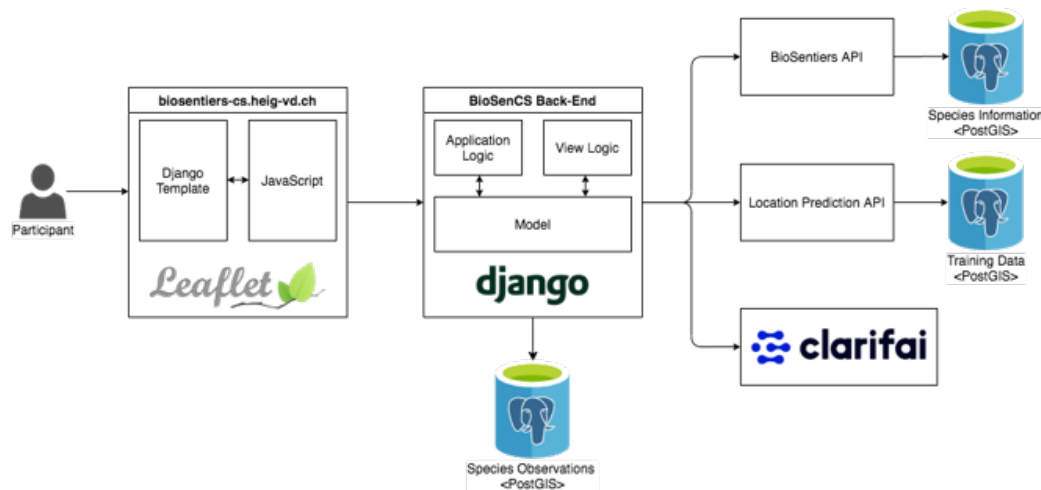 biosentiers-cs.heig-vd.ch
Django
Template
JavaScript
Leaflet
Participant
BioSenCS Back-End
Application
Logic
View Logic
Model
django
Species Observations
<PostGIS>
BioSentiers API
Species Information
<PostGIS>
Location Prediction API
Training Data
<PostGIS>
clarifai